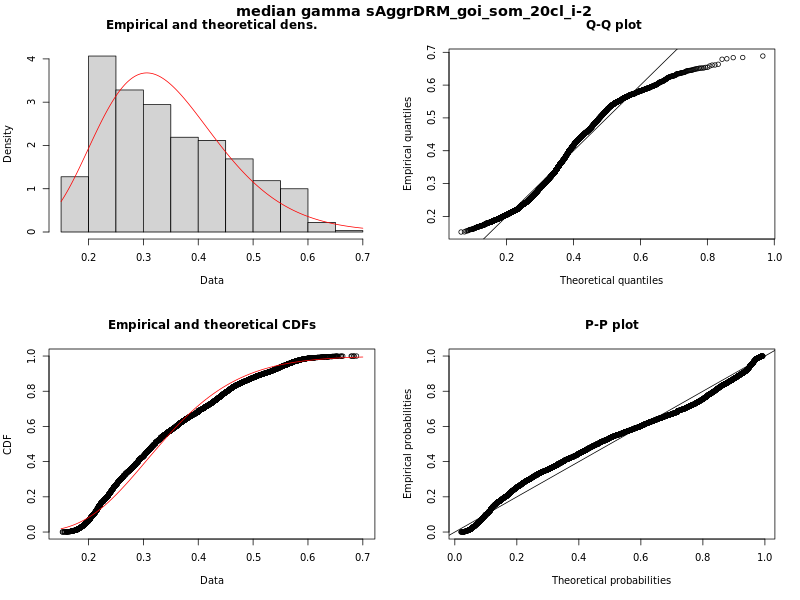 median gamma sAggrDRM_goi_som_20cl_i-2
Empirical and theoretical dens.
Density
0
1
2
3
4
0.2 0.3 0.4 0.5 0.6 0.7
Data
Q-Q plot
Empirical quantiles
0.2 0.3 0.4 0.5 0.6 0.7
0.2 0.4 0.6 0.8 1.0
Theoretical quantiles
Empirical and theoretical CDFs
CDF
0.0 0.2 0.4 0.6 0.8 1.0
0.2 0.3 0.4 0.5 0.6 0.7
Data
P-P plot
Empirical probabilities
0.0 0.2 0.4 0.6 0.8 1.0
0.0 0.2 0.4 0.6 0.8 1.0
Theoretical probabilities